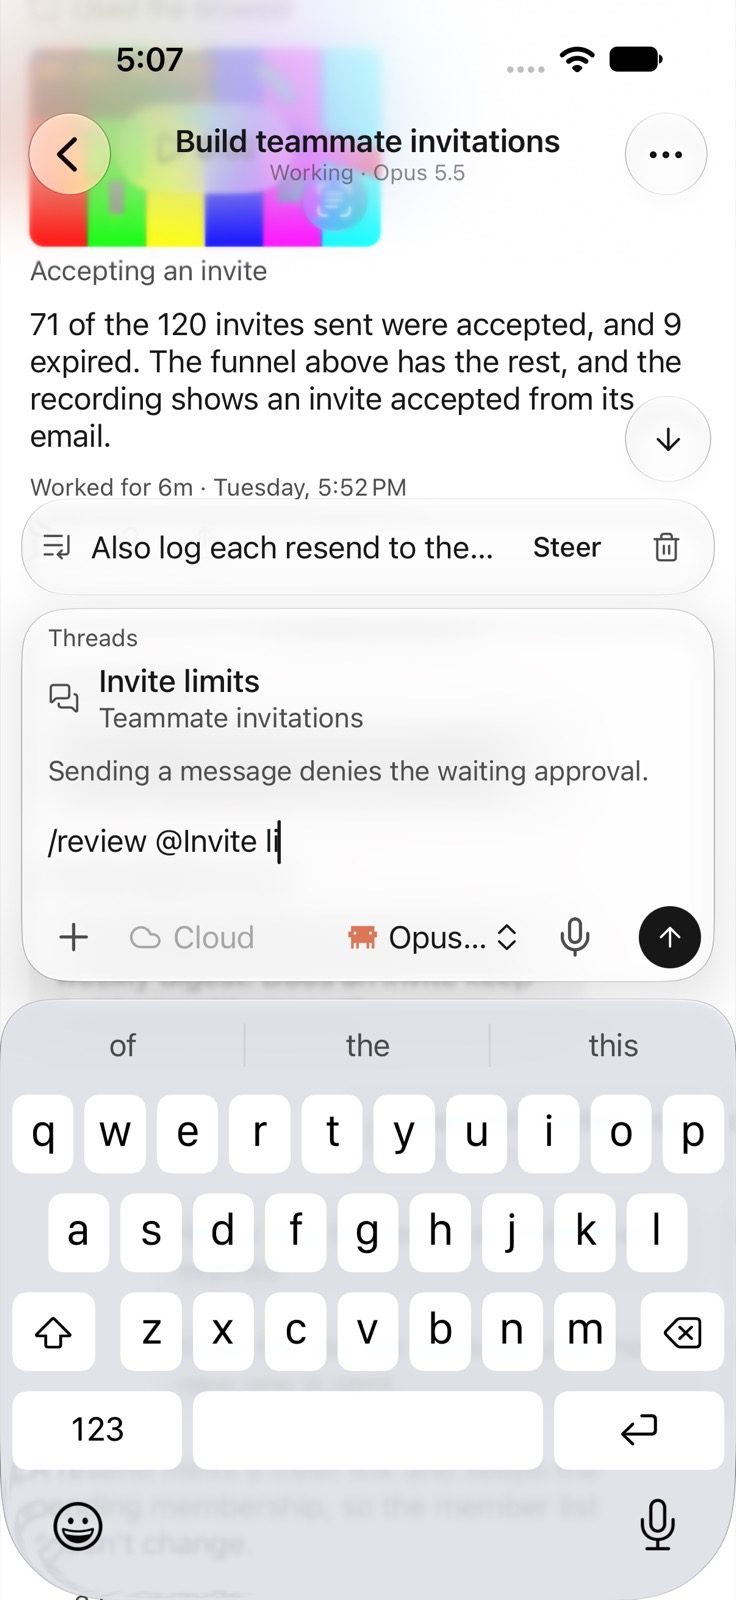 5:07
Build teammate invitations
Working · Opus 5.5
Accepting an invite
71 of the 120 invites sent were accepted, and 9
expired. The funnel above has the rest, and the
recording shows an invite accepted from its
email.
Worked for 6m · Tuesday, 5:52 PM
Also log each resend to the... Steer
Threads
Invite limits
Teammate invitations
Sending a message denies the waiting approval.
/review @Invite li
Cloud Opus...
of the this
q w e r t y u i o p
a s d f g h j k l
z x c v b n m
123